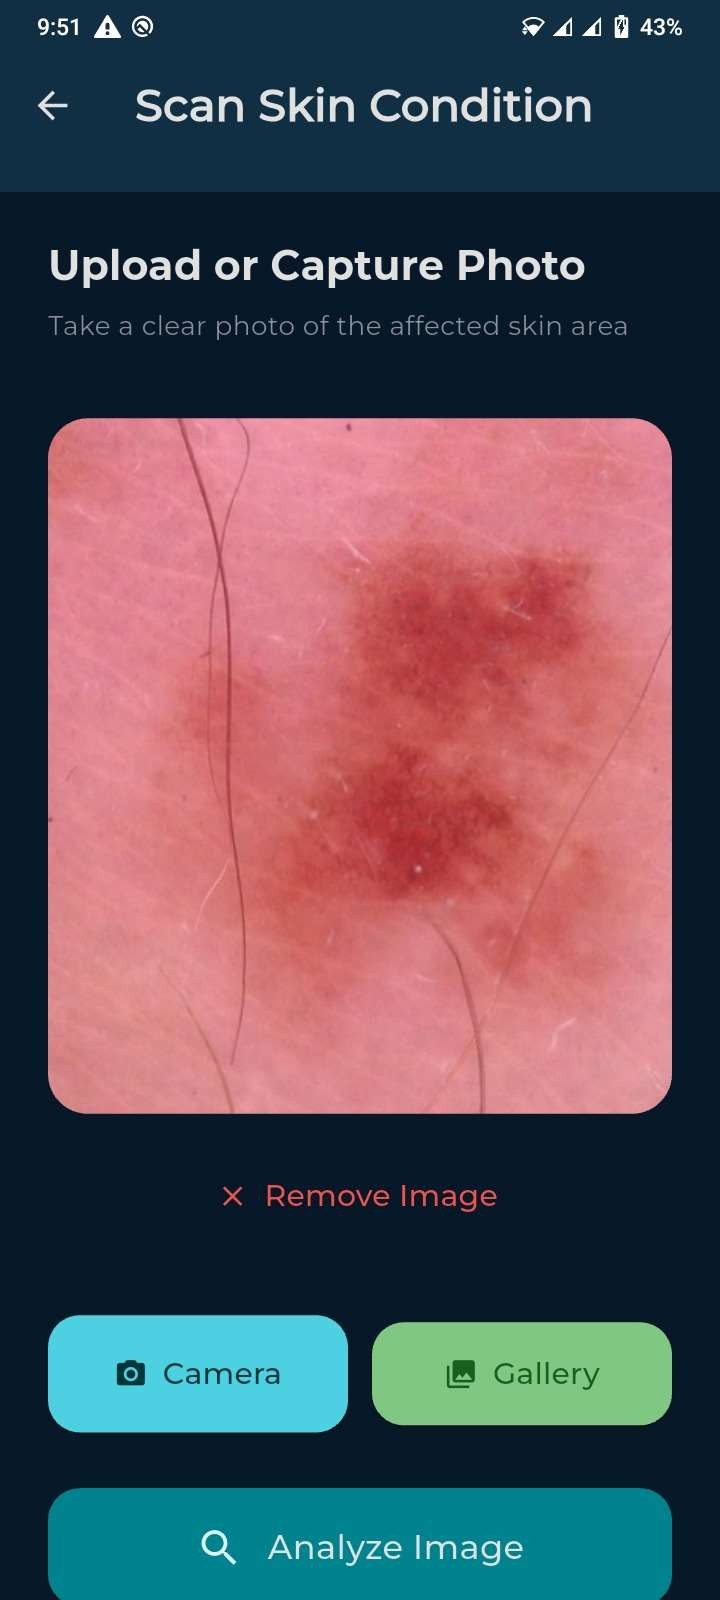 9:51 43%
Scan Skin Condition
Upload or Capture Photo
Take a clear photo of the affected skin area
Remove Image
Camera Gallery
Analyze Image